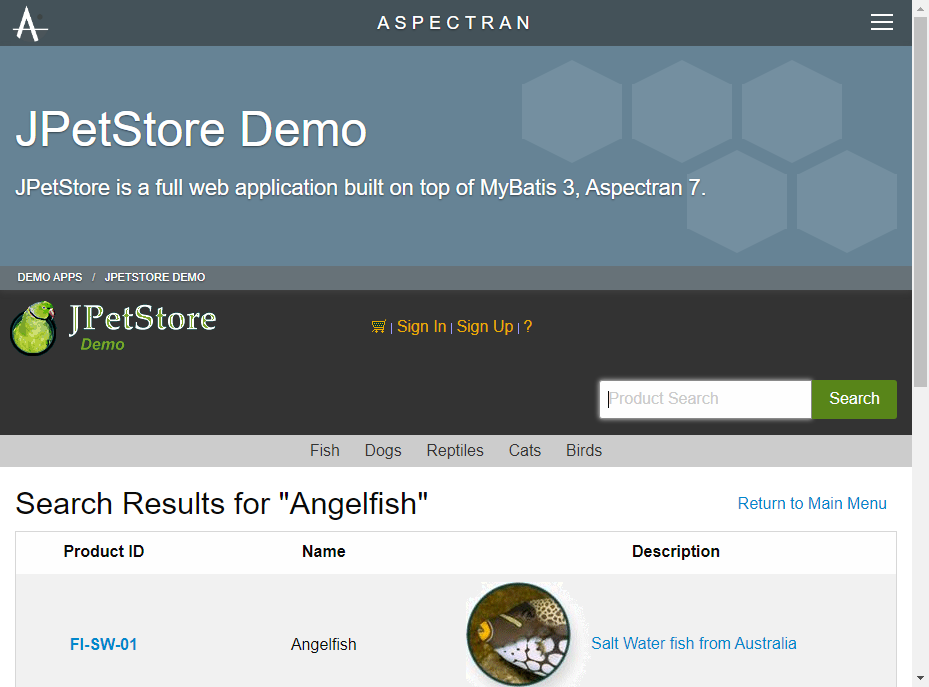 ASPECTRAN
JPetStore Demo
JPetStore is a full web application built on top of MyBatis 3, Aspectran 7.
DEMO APPS / JPETSTORE DEMO
JPetStore
Demo
| Sign In | Sign Up | ?
Product Search Search
Fish Dogs Reptiles Cats Birds
Search Results for "Angelfish" Return to Main Menu
Product ID Name Description
FI-SW-01 Angelfish Salt Water fish from Australia